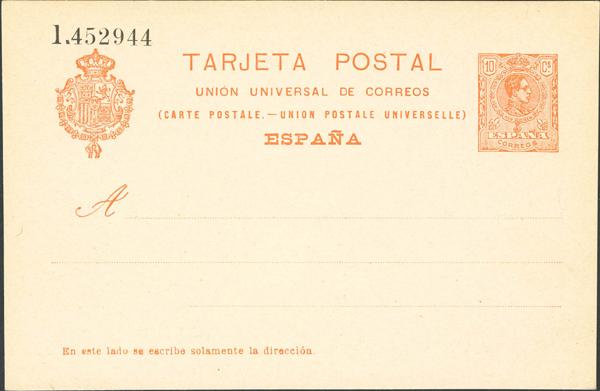 1.452944
TARJETA POSTAL
UNIÓN UNIVERSAL DE CORREOS
(CARTE POSTALE.—UNION POSTALE UNIVERSELLE)
ESPAÑA
10 Cs
ESPAÑA
CORREOS
A
En este lado se escribe solamente la dirección.